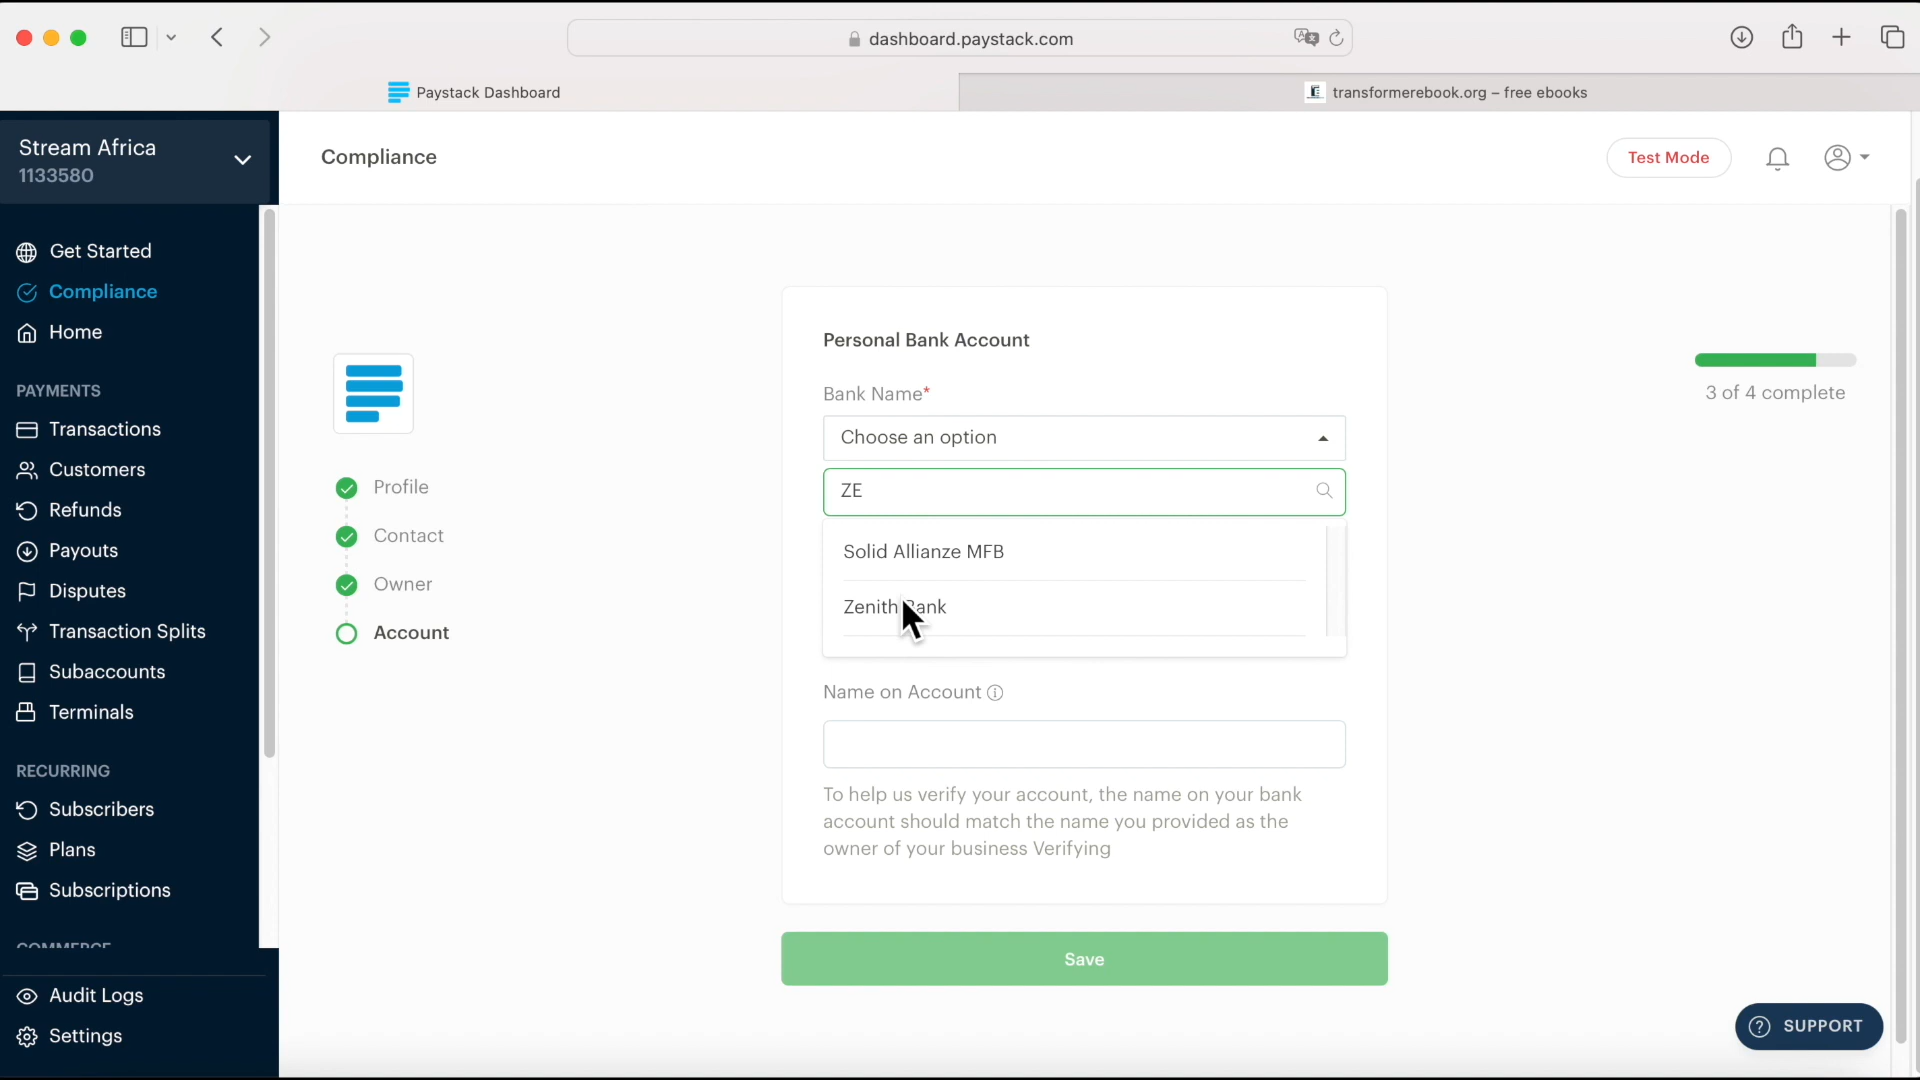 dashboard.paystack.com
Paystack Dashboard
transformerebook.org – free ebooks
Stream Africa
1133580
Compliance
Test Mode
Get Started
Compliance
Home
PAYMENTS
Transactions
Customers
Refunds
Payouts
Disputes
Transaction Splits
Subaccounts
Terminals
RECURRING
Subscribers
Plans
Subscriptions
COMMERCE
Audit Logs
Settings
Profile
Contact
Owner
Account
Personal Bank Account
Bank Name*
Choose an option
ZE
Solid Allianze MFB
Zenith Bank
Name on Account
To help us verify your account, the name on your bank
account should match the name you provided as the
owner of your business Verifying
Save
3 of 4 complete
SUPPORT